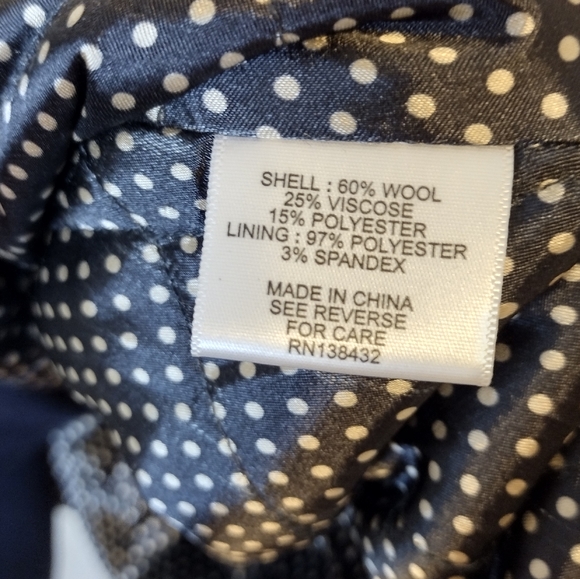 SHELL : 60% WOOL
25% VISCOSE
15% POLYESTER
LINING : 97% POLYESTER
3% SPANDEX
MADE IN CHINA
SEE REVERSE
FOR CARE
RN138432